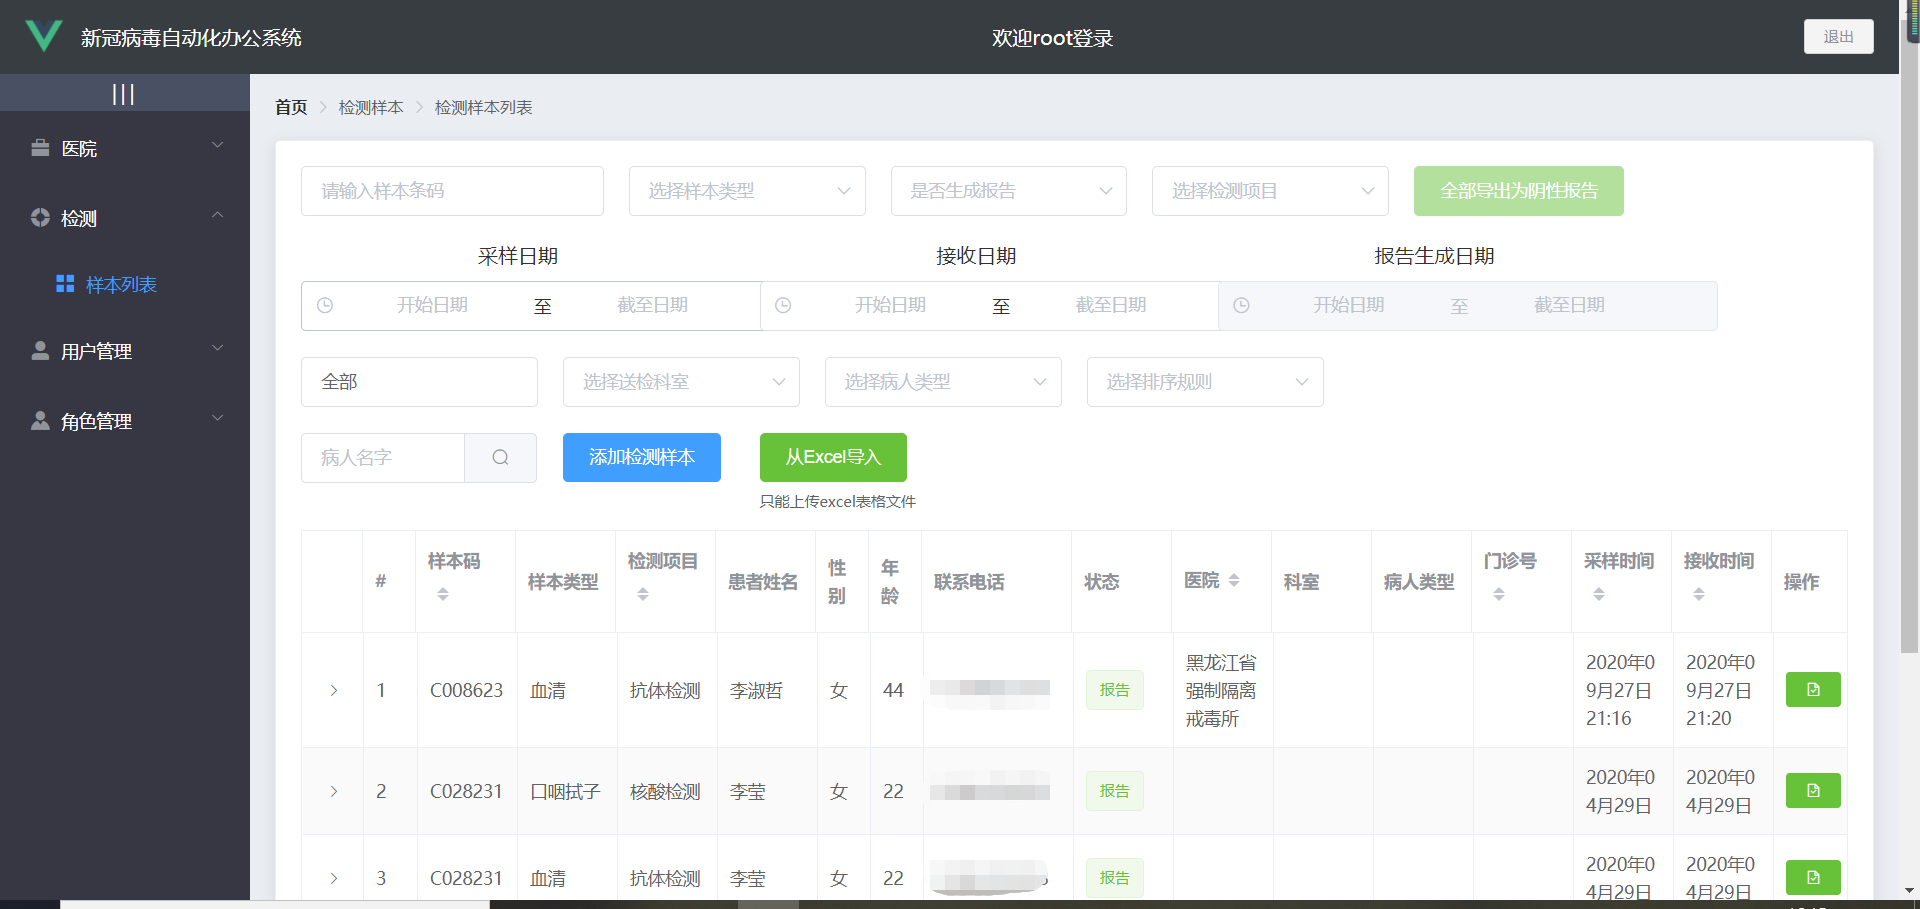 新冠病毒自动化办公系统
欢迎root登录
退出
|||
医院
检测
样本列表
用户管理
角色管理
首页 > 检测样本 > 检测样本列表
请输入样本条码 选择样本类型 是否生成报告 选择检测项目 全部导出为阴性报告
采样日期 接收日期 报告生成日期
开始日期 至 截至日期 开始日期 至 截至日期 开始日期 至 截至日期
全部 选择送检科室 选择病人类型 选择排序规则
病人名字 添加检测样本 从Excel导入
只能上传excel表格文件
# 样本码 样本类型 检测项目 患者姓名 性别 年龄 联系电话 状态 医院 科室 病人类型 门诊号 采样时间 接收时间 操作
1 C008623 血清 抗体检测 李淑哲 女 44 报告 黑龙江省强制隔离戒毒所 2020年09月27日 21:16 2020年09月27日 21:20
2 C028231 口咽拭子 核酸检测 李莹 女 22 报告 2020年04月29日 2020年04月29日
3 C028231 血清 抗体检测 李莹 女 22 报告 2020年04月29日 2020年04月29日